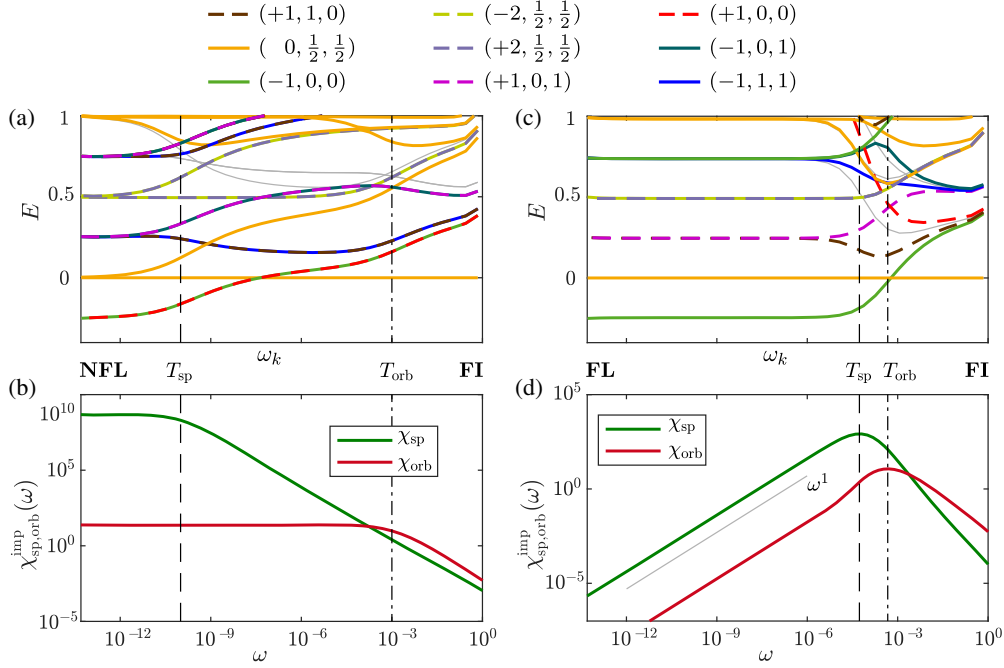 (+1, 1, 0) (−2, 1/2, 1/2) (+1, 0, 0)
( 0, 1/2, 1/2) (+2, 1/2, 1/2) (−1, 0, 1)
(−1, 0, 0) (+1, 0, 1) (−1, 1, 1)
(a) (c)
1 1
0.5 0.5
E E
0 0
ω_k ω_k
NFL T_sp T_orb FI FL T_sp T_orb FI
(b) (d)
10^10 10^5
χ_sp χ_sp
χ_orb χ_orb
ω^1
10^5 10^0
10^0 10^−5
10^−5
χ^imp_sp,orb(ω) χ^imp_sp,orb(ω)
10^−12 10^−9 10^−6 10^−3 10^0 10^−12 10^−9 10^−6 10^−3 10^0
ω ω